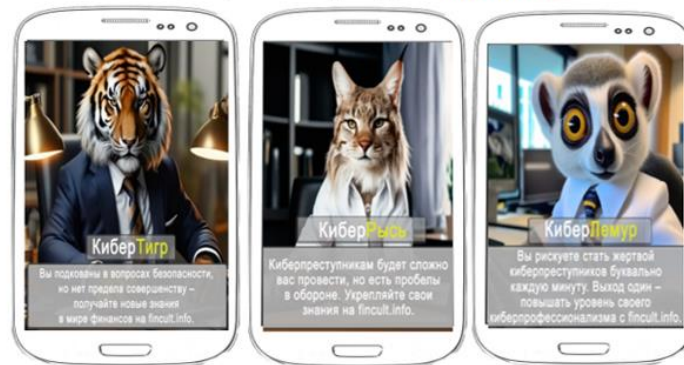 КиберТигр
Вы подкованы в вопросах безопасности,
но нет предела совершенству –
получайте новые знания
в мире финансов на fincult.info.
КиберРысь
Киберпреступникам будет сложно
вас провести, но есть пробелы
в обороне. Укрепляйте свои
знания на fincult.info.
КиберЛемур
Вы рискуете стать жертвой
киберпреступников буквально
каждую минуту. Выход один –
повышать уровень своего
киберпрофессионализма с fincult.info.